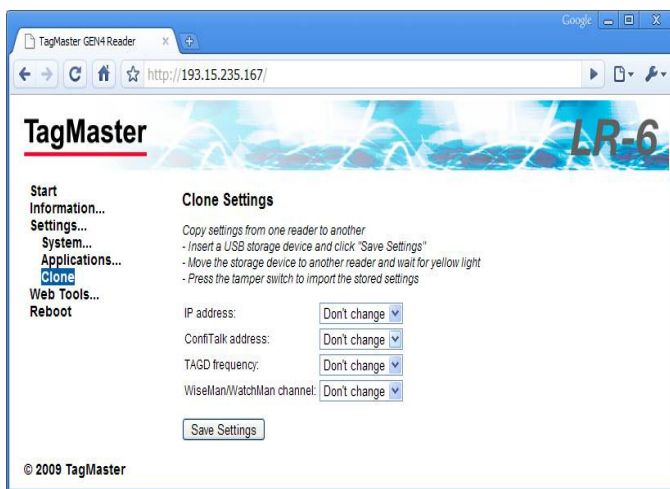 Google
TagMaster GEN4 Reader
http://193.15.235.167/
TagMaster
LR-6
Start
Information...
Settings...
System...
Applications...
Clone
Web Tools...
Reboot
Clone Settings
Copy settings from one reader to another
- Insert a USB storage device and click "Save Settings"
- Move the storage device to another reader and wait for yellow light
- Press the tamper switch to import the stored settings
IP address: Don't change
ConfiTalk address: Don't change
TAGD frequency: Don't change
WiseMan/WatchMan channel: Don't change
Save Settings
© 2009 TagMaster